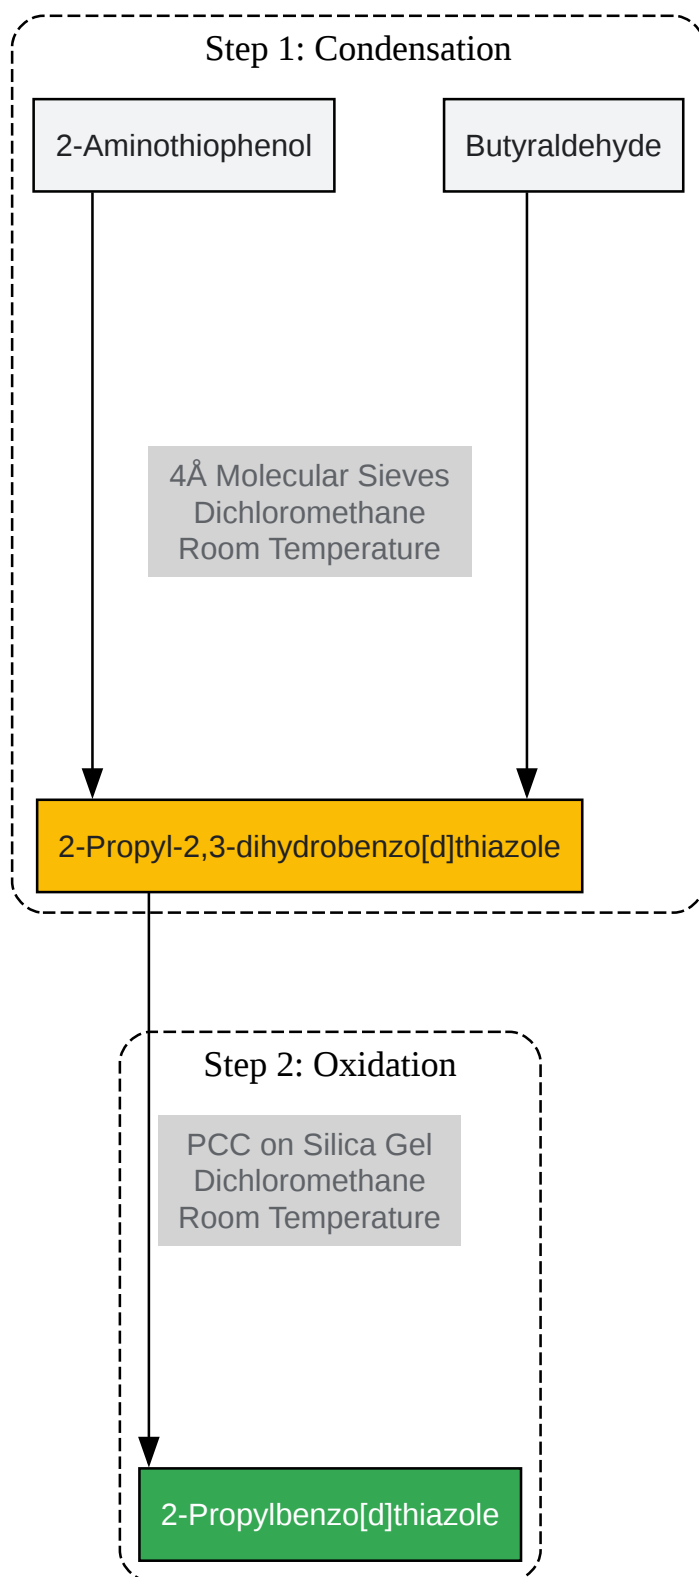 Step 1: Condensation
2-Aminothiophenol
Butyraldehyde
4Å Molecular Sieves
Dichloromethane
Room Temperature
2-Propyl-2,3-dihydrobenzo[d]thiazole
Step 2: Oxidation
PCC on Silica Gel
Dichloromethane
Room Temperature
2-Propylbenzo[d]thiazole